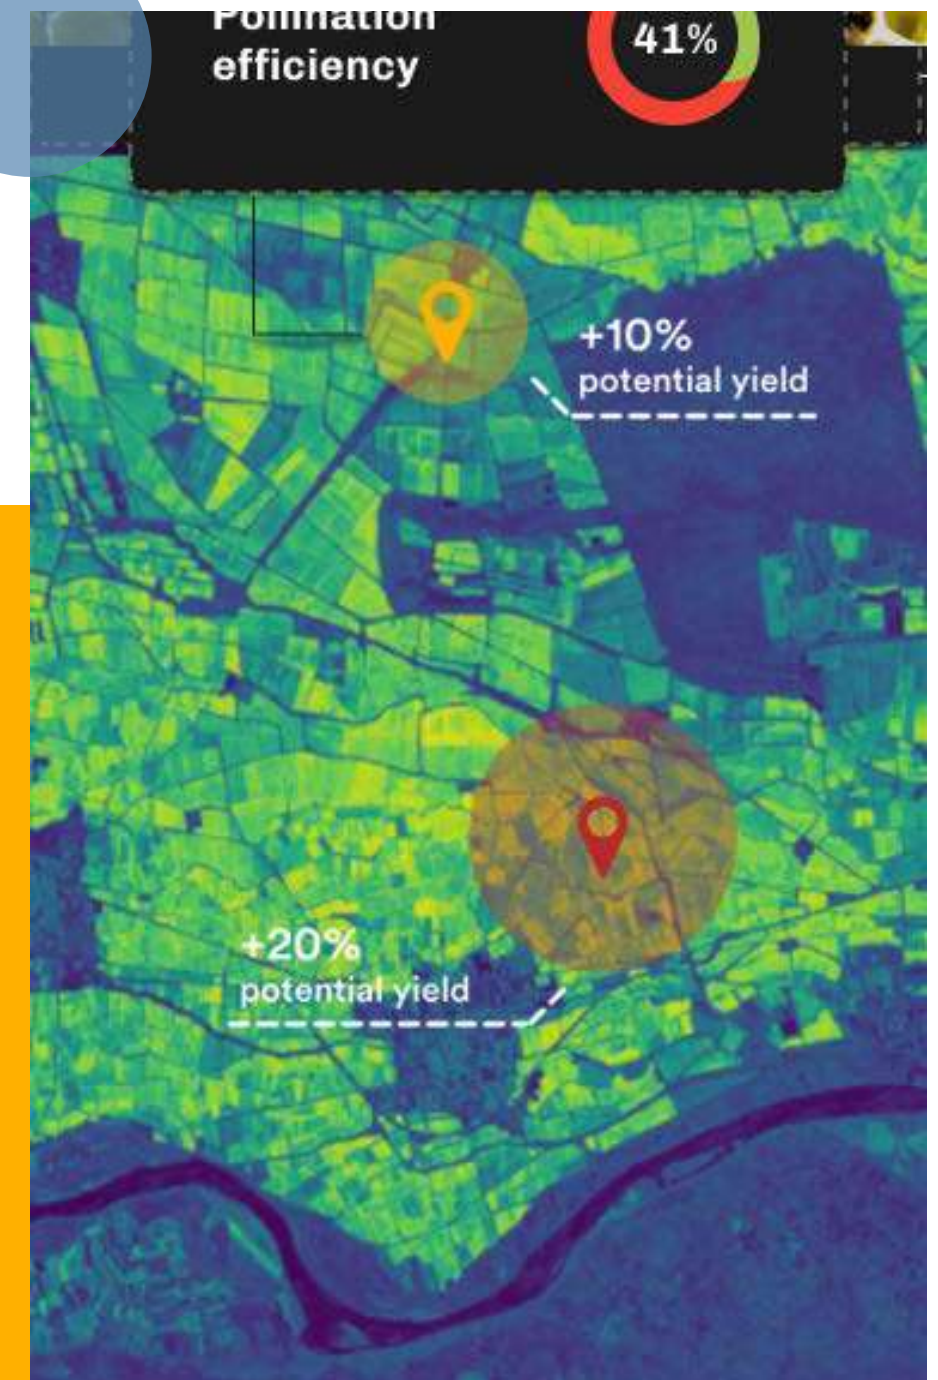 Pollination
efficiency
41%
+10%
potential yield
+20%
potential yield